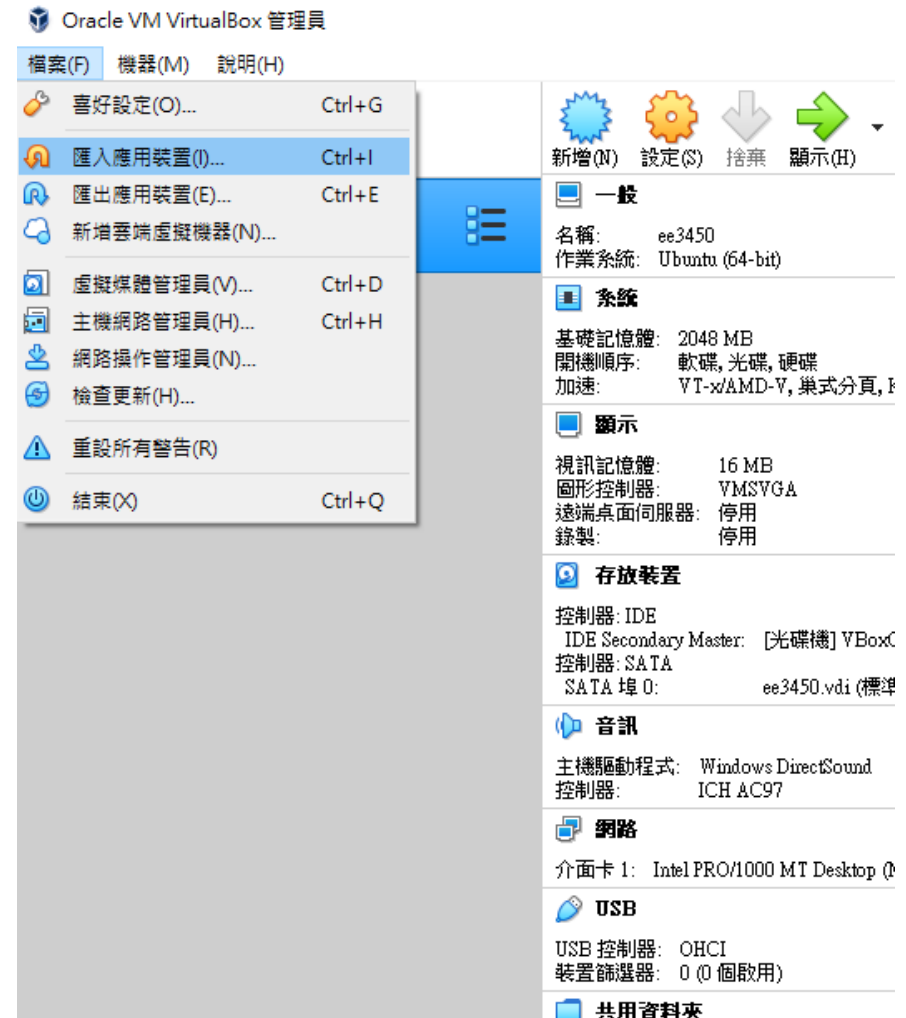 Oracle VM VirtualBox 管理員
檔案(F) 機器(M) 說明(H)
喜好設定(O)... Ctrl+G
匯入應用裝置(I)... Ctrl+I
匯出應用裝置(E)... Ctrl+E
新增雲端虛擬機器(N)...
虛擬媒體管理員(V)... Ctrl+D
主機網路管理員(H)... Ctrl+H
網路操作管理員(N)...
檢查更新(H)...
重設所有警告(R)
結束(X) Ctrl+Q
新增(N) 設定(S) 捨棄 顯示(H)
一般
名稱: ee3450
作業系統: Ubuntu (64-bit)
系統
基礎記憶體: 2048 MB
開機順序: 軟碟, 光碟, 硬碟
加速: VT-x/AMD-V, 巢式分頁,
顯示
視訊記憶體: 16 MB
圖形控制器: VMSVGA
遠端桌面伺服器: 停用
錄製: 停用
存放裝置
控制器: IDE
IDE Secondary Master: [光碟機]
控制器: SATA
SATA 埠 0: ee3450.vdi (標準
音訊
主機驅動程式: Windows DirectSound
控制器: ICH AC97
網路
介面卡 1: Intel PRO/1000 MT Desktop
USB
USB 控制器: OHCI
裝置篩選器: 0 (0 個啟用)
共用資料夾